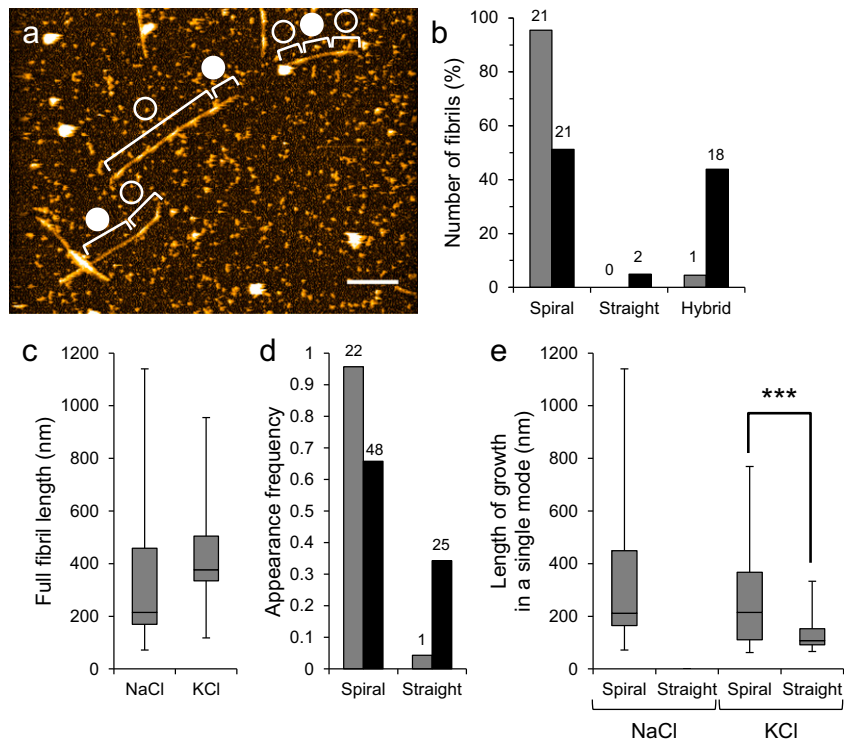 a
b
Number of fibrils (%)
100
80
60
40
20
0
21
21
0
2
1
18
Spiral
Straight
Hybrid
c
Full fibril length (nm)
1200
1000
800
600
400
200
0
NaCl
KCl
d
Appearance frequency
1
0.9
0.8
0.7
0.6
0.5
0.4
0.3
0.2
0.1
0
22
48
1
25
Spiral
Straight
e
Length of growth
in a single mode (nm)
1200
1000
800
600
400
200
0
***
Spiral
Straight
Spiral
Straight
NaCl
KCl